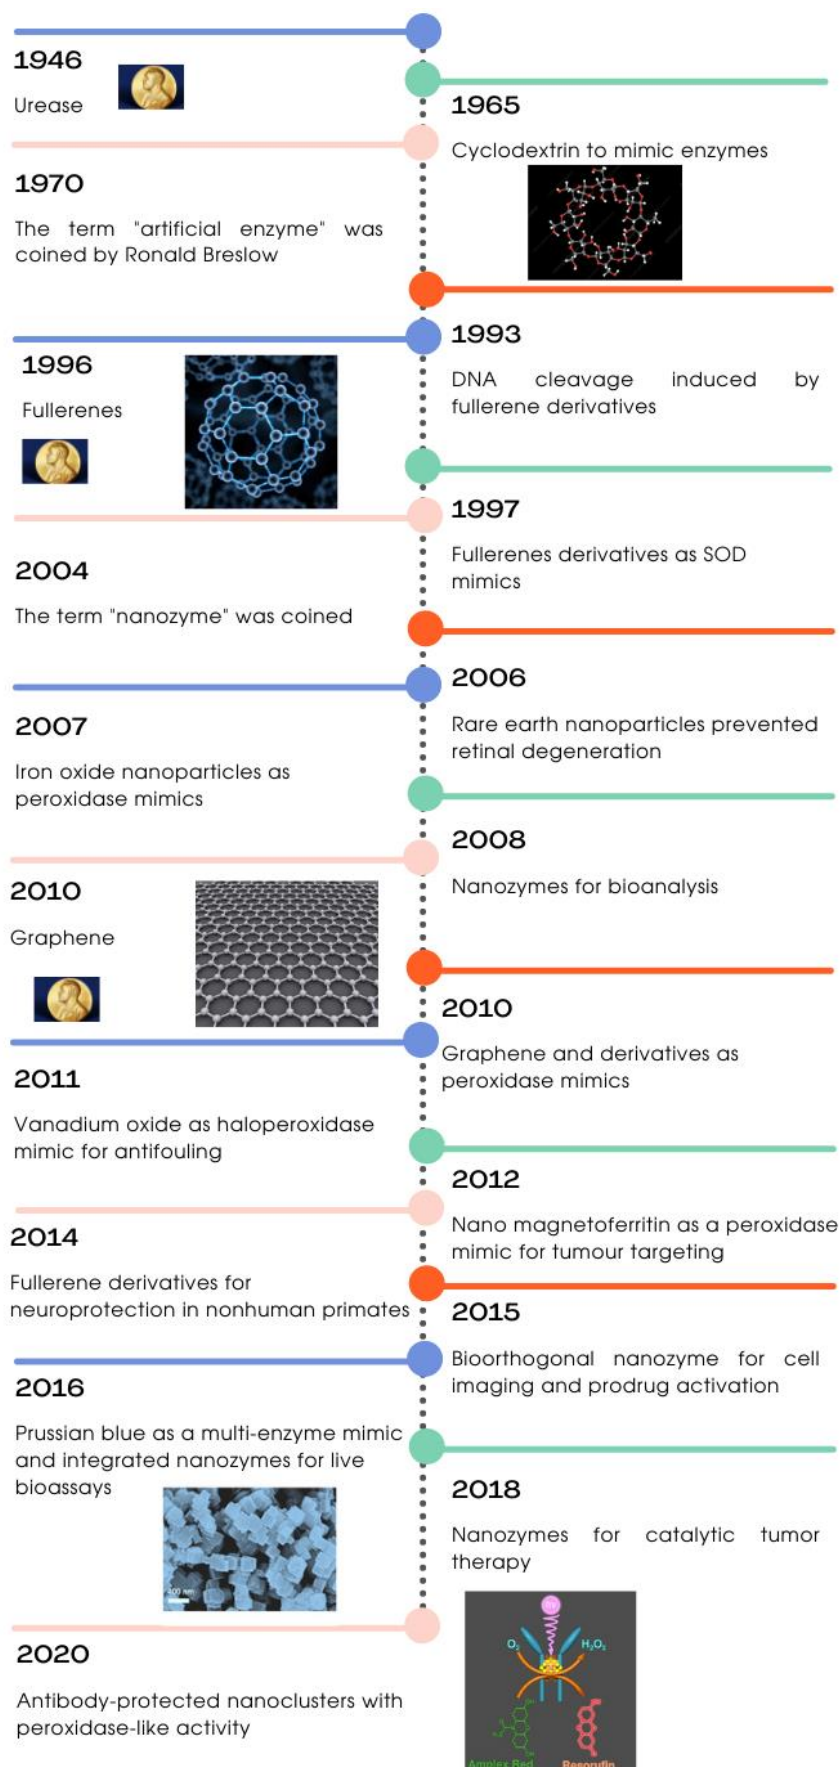 1946
Urease
1965
Cyclodextrin to mimic enzymes
1970
The term "artificial enzyme" was
coined by Ronald Breslow
1993
DNA cleavage induced by
fullerene derivatives
1996
Fullerenes
1997
Fullerenes derivatives as SOD
mimics
2004
The term "nanozyme" was coined
2006
Rare earth nanoparticles prevented
retinal degeneration
2007
Iron oxide nanoparticles as
peroxidase mimics
2008
Nanozymes for bioanalysis
2010
Graphene
2010
Graphene and derivatives as
peroxidase mimics
2011
Vanadium oxide as haloperoxidase
mimic for antifouling
2012
Nano magnetoferritin as a peroxidase
mimic for tumour targeting
2014
Fullerene derivatives for
neuroprotection in nonhuman primates
2015
Bioorthogonal nanozyme for cell
imaging and prodrug activation
2016
Prussian blue as a multi-enzyme mimic
and integrated nanozymes for live
bioassays
2018
Nanozymes for catalytic tumor
therapy
O₂ H₂O₂
Amplex Red Resorufin
2020
Antibody-protected nanoclusters with
peroxidase-like activity